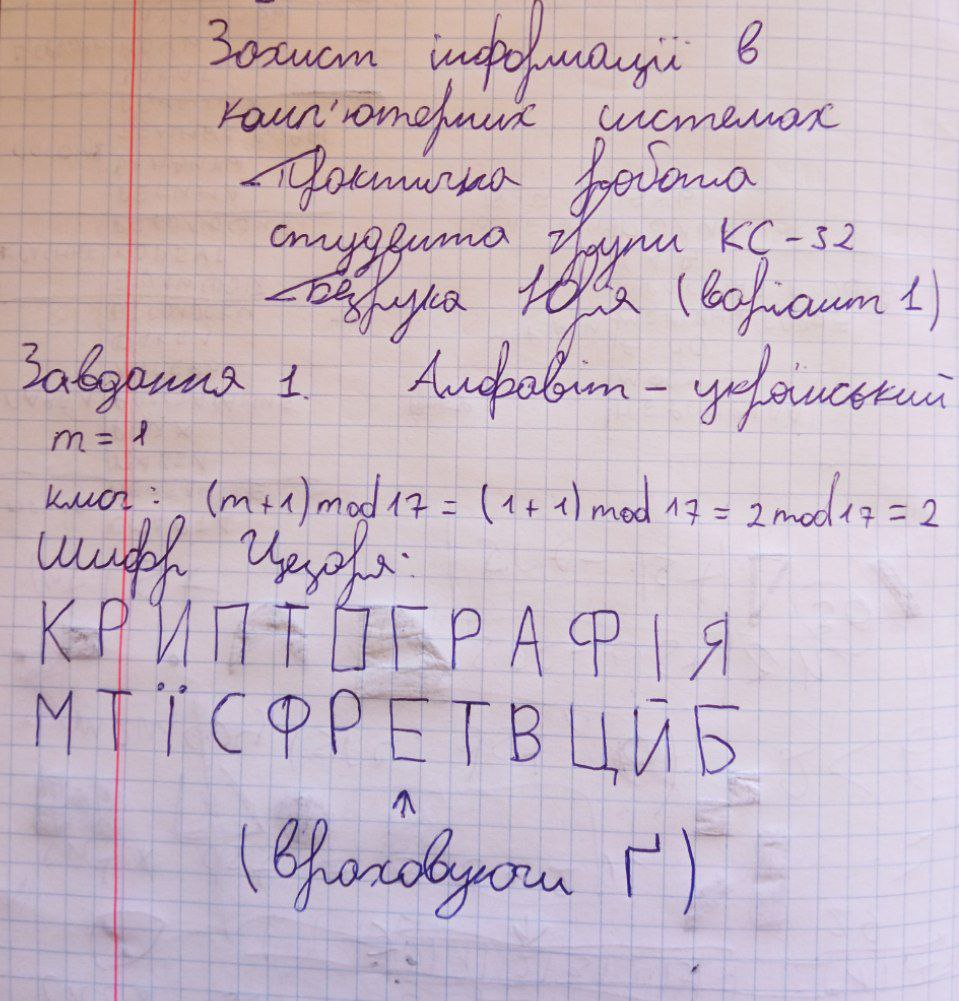 Захист інформації в
комп'ютерних системах
Практична робота
студента групи КС-32
Безрука Юрія (варіант 1)
Завдання 1. Алфавіт - український
m = 1
ключ: (m+1) mod 17 = (1+1) mod 17 = 2 mod 17 = 2
Шифр Цезаря:
К Р И П Т О Г Р А Ф І Я
М Т Ї С Ф Р Е Т В Ц Й Б
↑
(враховуючи Ґ)